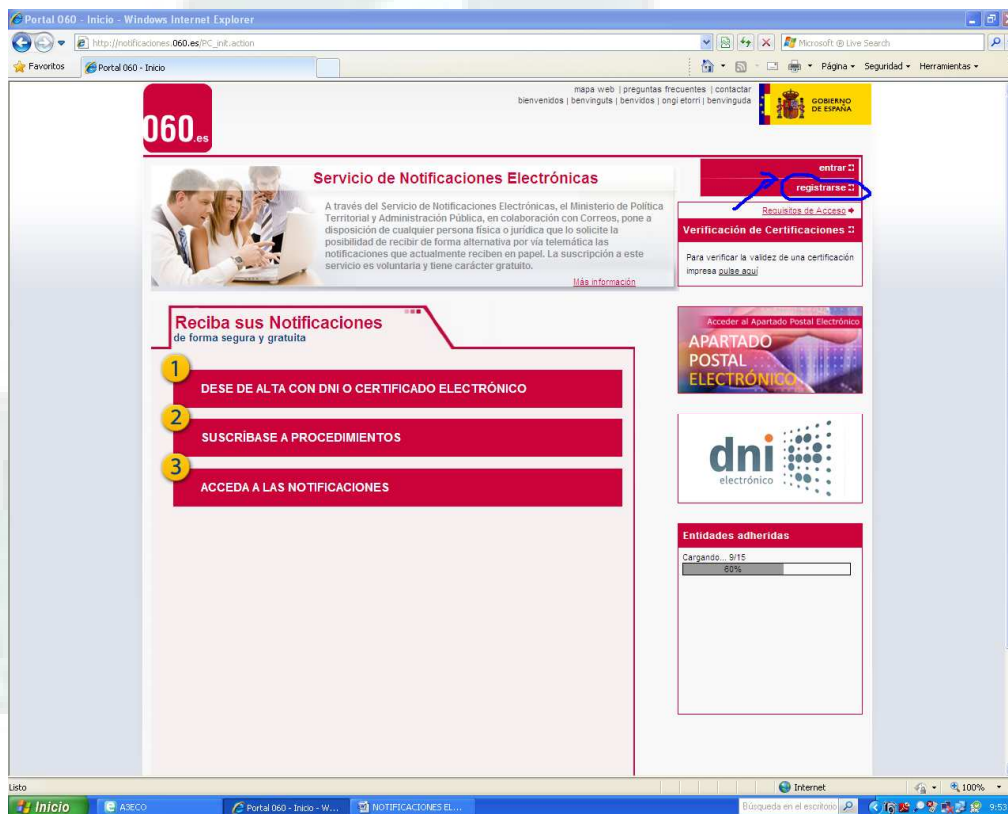 Portal 060 - Inicio - Windows Internet Explorer
http://notificaciones.060.es/PC_init.action
Microsoft @ Live Search
Favoritos
Portal 060 - Inicio
Página
Seguridad
Herramientas
mapa web | preguntas frecuentes | contactar
bienvenidos | benvinguts | benvidos | ongi etorri | benvinguda
GOBIERNO
DE ESPAÑA
060.es
entrar
registrarse
Requisitos de Acceso
Servicio de Notificaciones Electrónicas
A través del Servicio de Notificaciones Electrónicas, el Ministerio de Política
Territorial y Administración Pública, en colaboración con Correos, pone a
disposición de cualquier persona física o jurídica que lo solicite la
posibilidad de recibir de forma alternativa por vía telemática las
notificaciones que actualmente reciben en papel. La suscripción a este
servicio es voluntaria y tiene carácter gratuito.
Más información
Verificación de Certificaciones
Para verificar la validez de una certificación
impresa pulse aquí
Reciba sus Notificaciones
de forma segura y gratuita
1
DESE DE ALTA CON DNI O CERTIFICADO ELECTRÓNICO
2
SUSCRÍBASE A PROCEDIMIENTOS
3
ACCEDA A LAS NOTIFICACIONES
Acceder al Apartado Postal Electrónico
APARTADO
POSTAL
ELECTRÓNICO
dni
electrónico
Entidades adheridas
Cargando... 9/15
60%
Listo
Internet
100%
Inicio
A3ECO
Portal 060 - Inicio - W...
NOTIFICACIONES EL...
Búsqueda en el escritorio
9:53